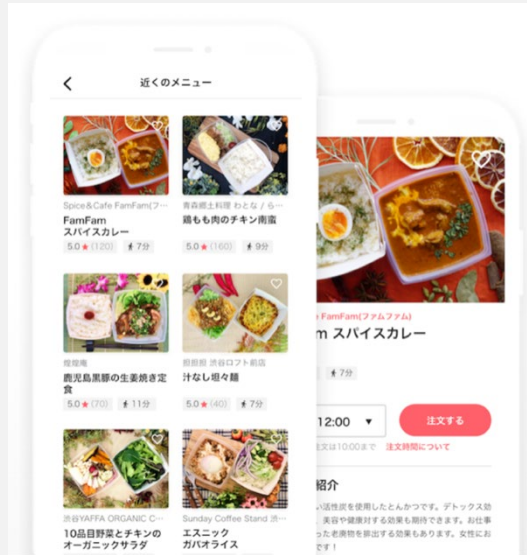 近くのメニュー
Spice&Cafe FamFam(フ…
FamFam
スパイスカレー
5.0★(120) 7分
青森郷土料理 わとな / ら…
鶏もも肉のチキン南蛮
5.0★(160) 9分
煌煌庵
鹿児島黒豚の生姜焼き定
食
5.0★(70) 11分
担担担 渋谷ロフト前店
汁なし坦々麺
5.0★(40) 7分
渋谷YAFFA ORGANIC C…
10品目野菜とチキンの
オーガニックサラダ
Sunday Coffee Stand 渋…
エスニック
ガパオライス
FamFam(ファムファム)
m スパイスカレー
7分
12:00 ▼
注文する
注文は10:00まで 注文時間について
紹介
い活性炭を使用したとんかつです。デトックス効
美容や健康対する効果も期待できます。お仕事
った老廃物を排出する効果もあります。女性にお
です！